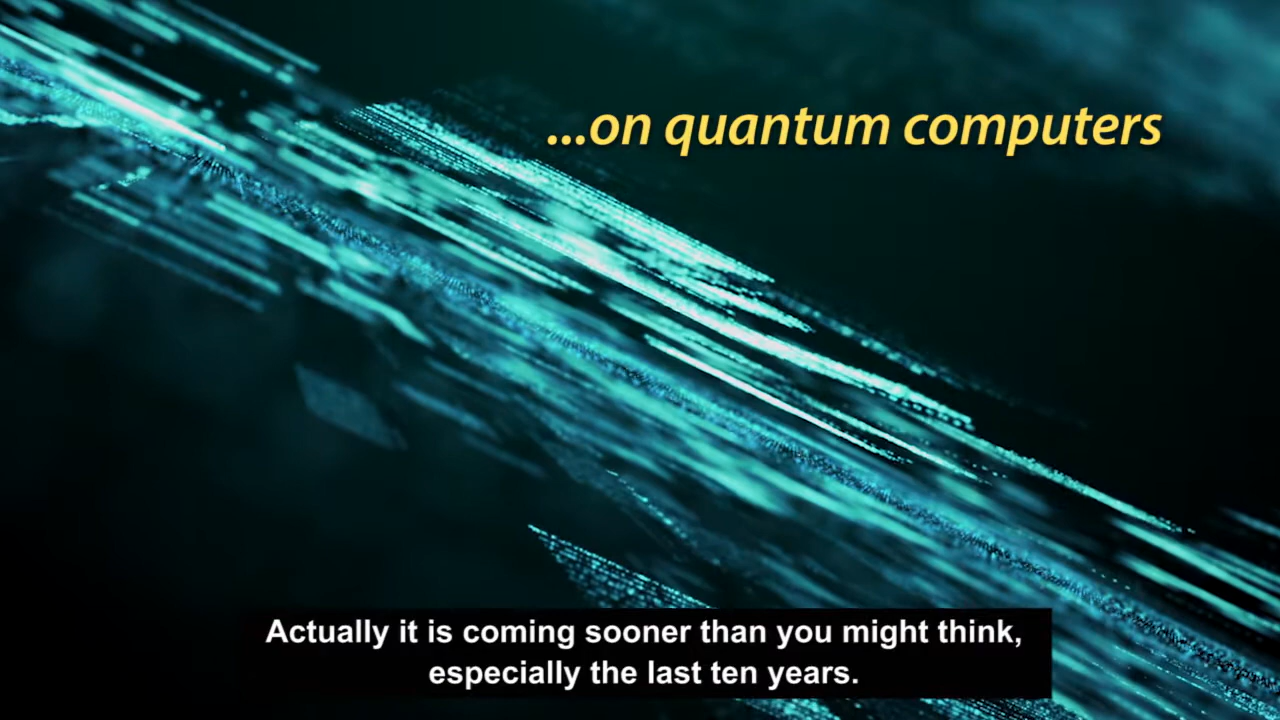 ...on quantum computers
Actually it is coming sooner than you might think,
especially the last ten years.